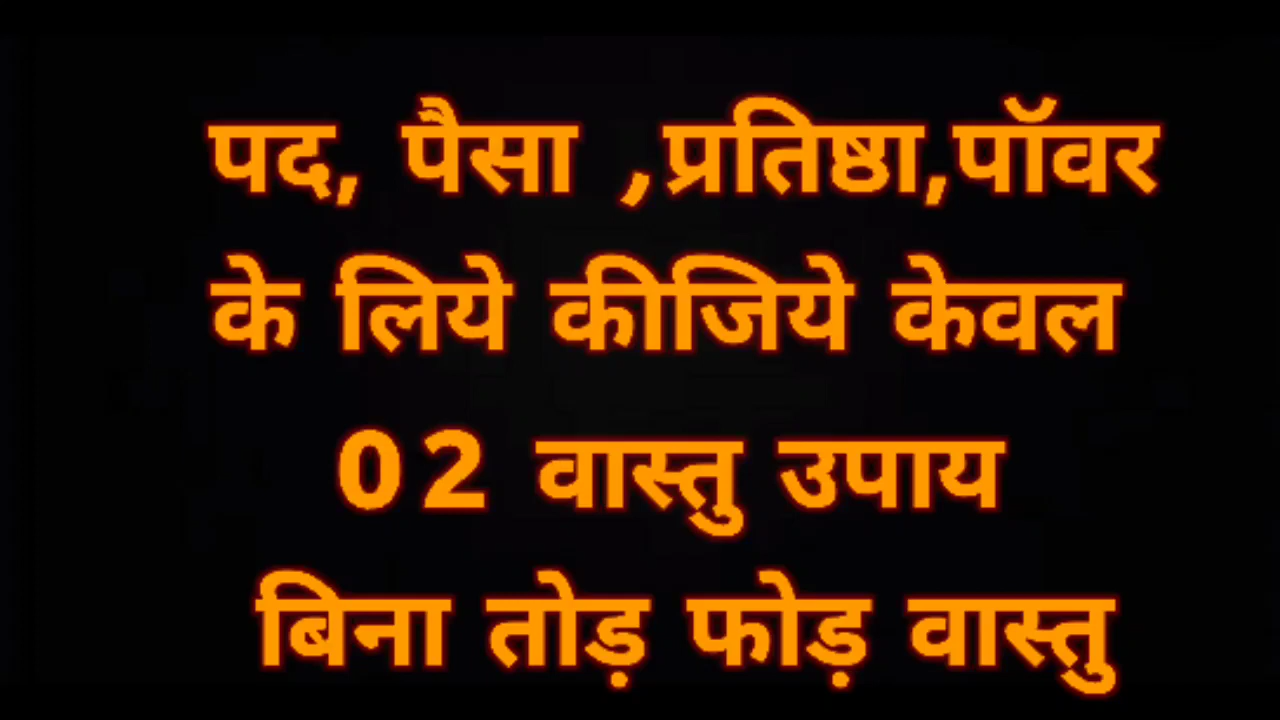 पद, पैसा ,प्रतिष्ठा,पॉवर
के लिये कीजिये केवल
02 वास्तु उपाय
बिना तोड़ फोड़ वास्तु